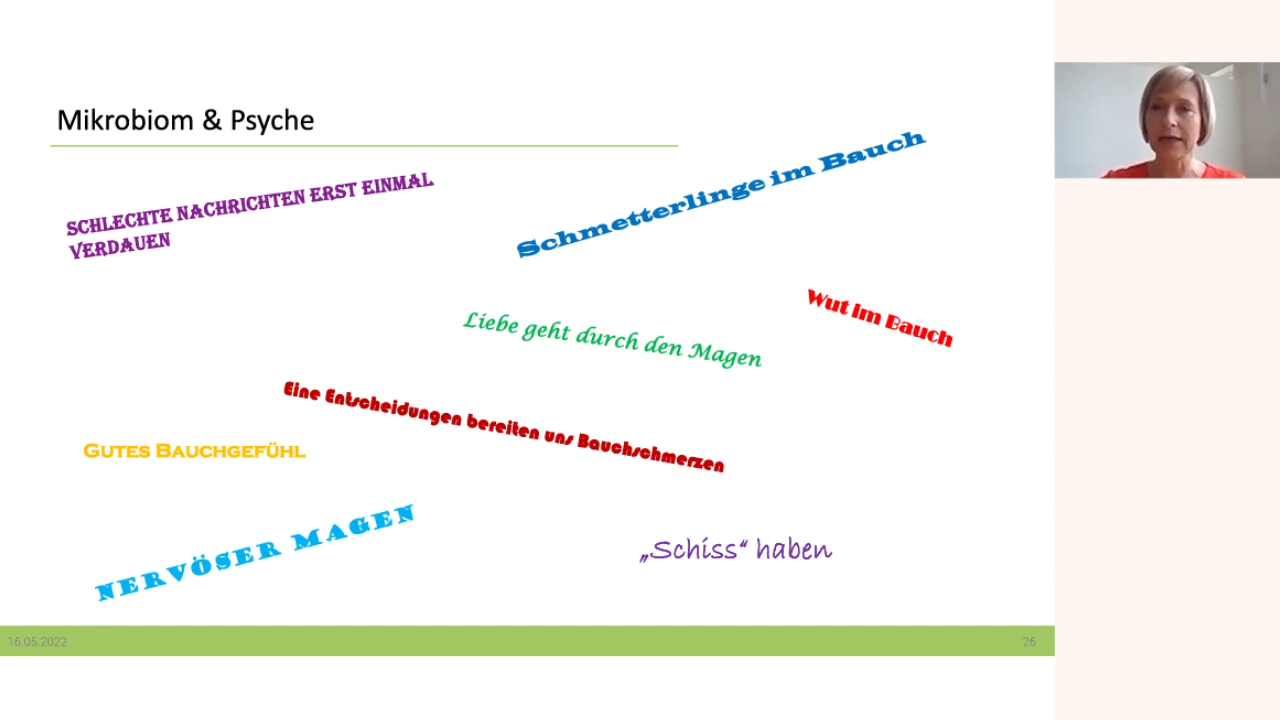 Mikrobiom & Psyche
SCHLECHTE NACHRICHTEN ERST EINMAL
VERDAUEN
Schmetterlinge im Bauch
Wut im Bauch
Liebe geht durch den Magen
Eine Entscheidungen bereiten uns Bauchschmerzen
GUTES BAUCHGEFÜHL
NERVÖSER MAGEN
„Schiss“ haben
16.05.2022
26